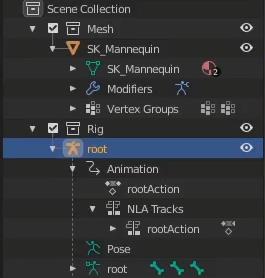 Scene Collection
Mesh
SK_Mannequin
SK_Mannequin
2
Modifiers
Vertex Groups
Rig
root
Animation
rootAction
NLA Tracks
rootAction
Pose
root